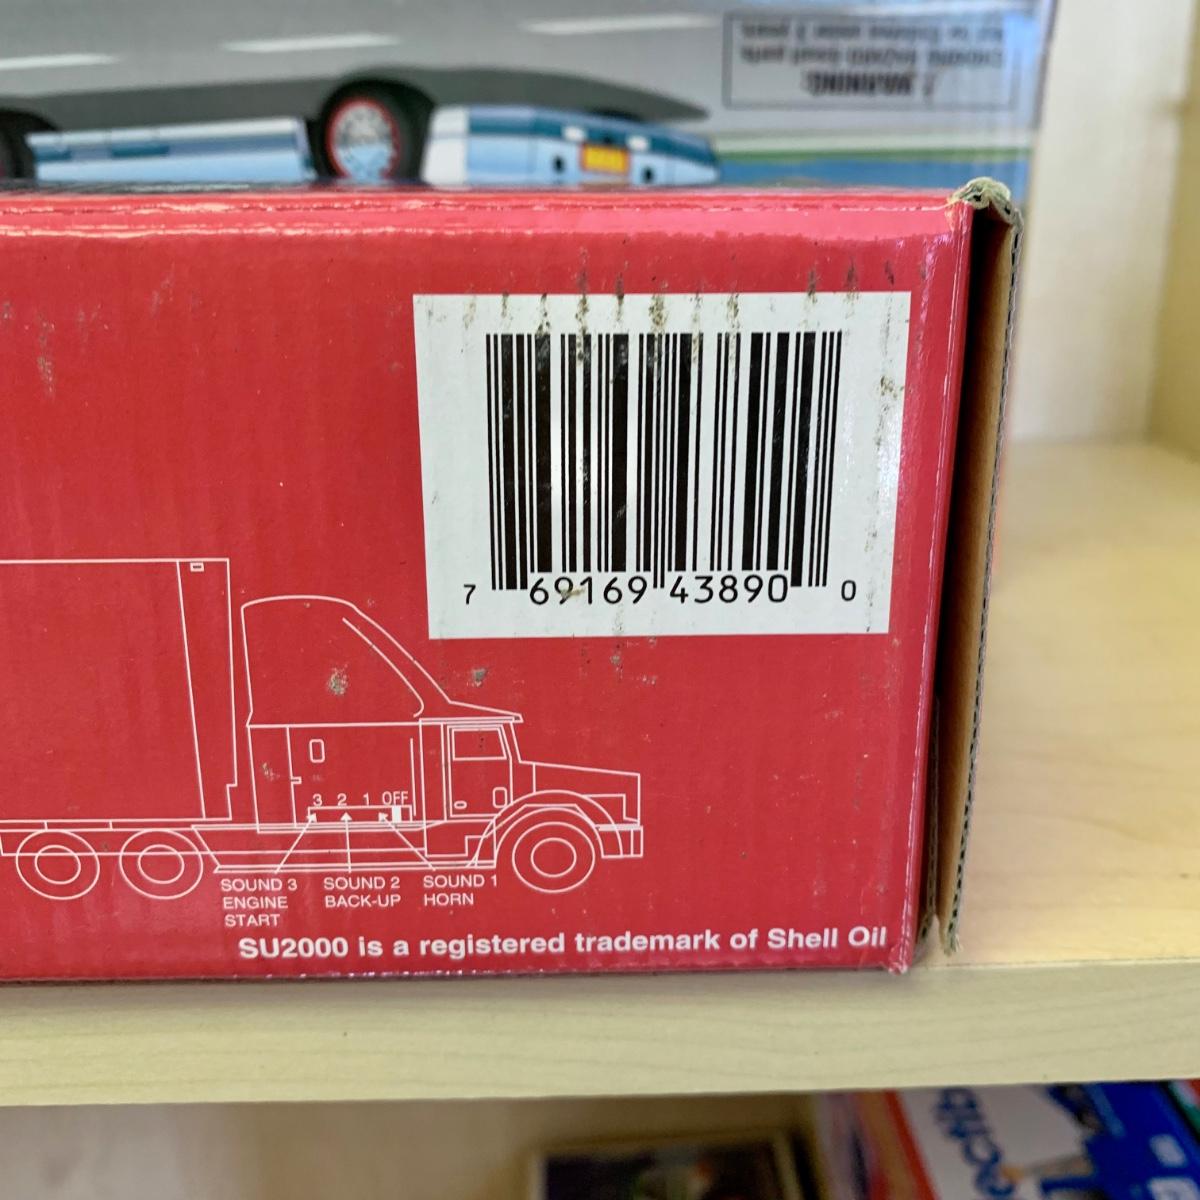 WARNING:
7 69169 43890 0
3 2 1 OFF
SOUND 3 SOUND 2 SOUND 1
ENGINE BACK-UP HORN
START
SU2000 is a registered trademark of Shell Oil